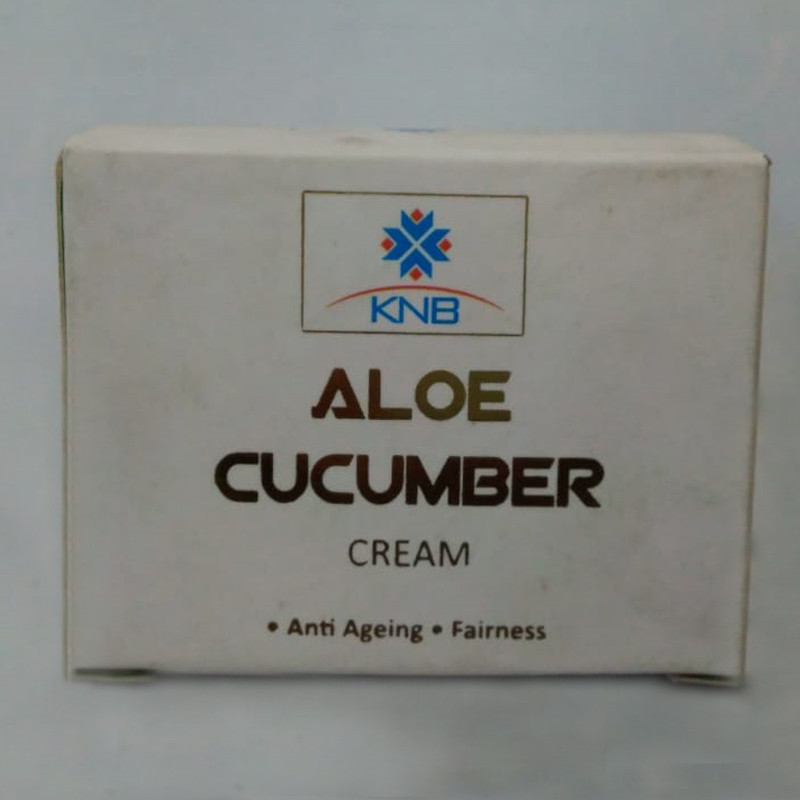 KNB
ALOE
CUCUMBER
CREAM
• Anti Ageing • Fairness